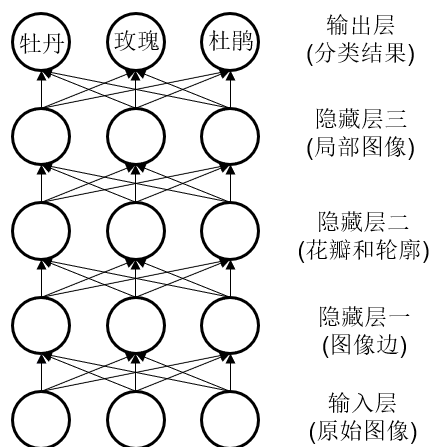 牡丹 玫瑰 杜鹃
输出层
(分类结果)
隐藏层三
(局部图像)
隐藏层二
(花瓣和轮廓)
隐藏层一
(图像边)
输入层
(原始图像)